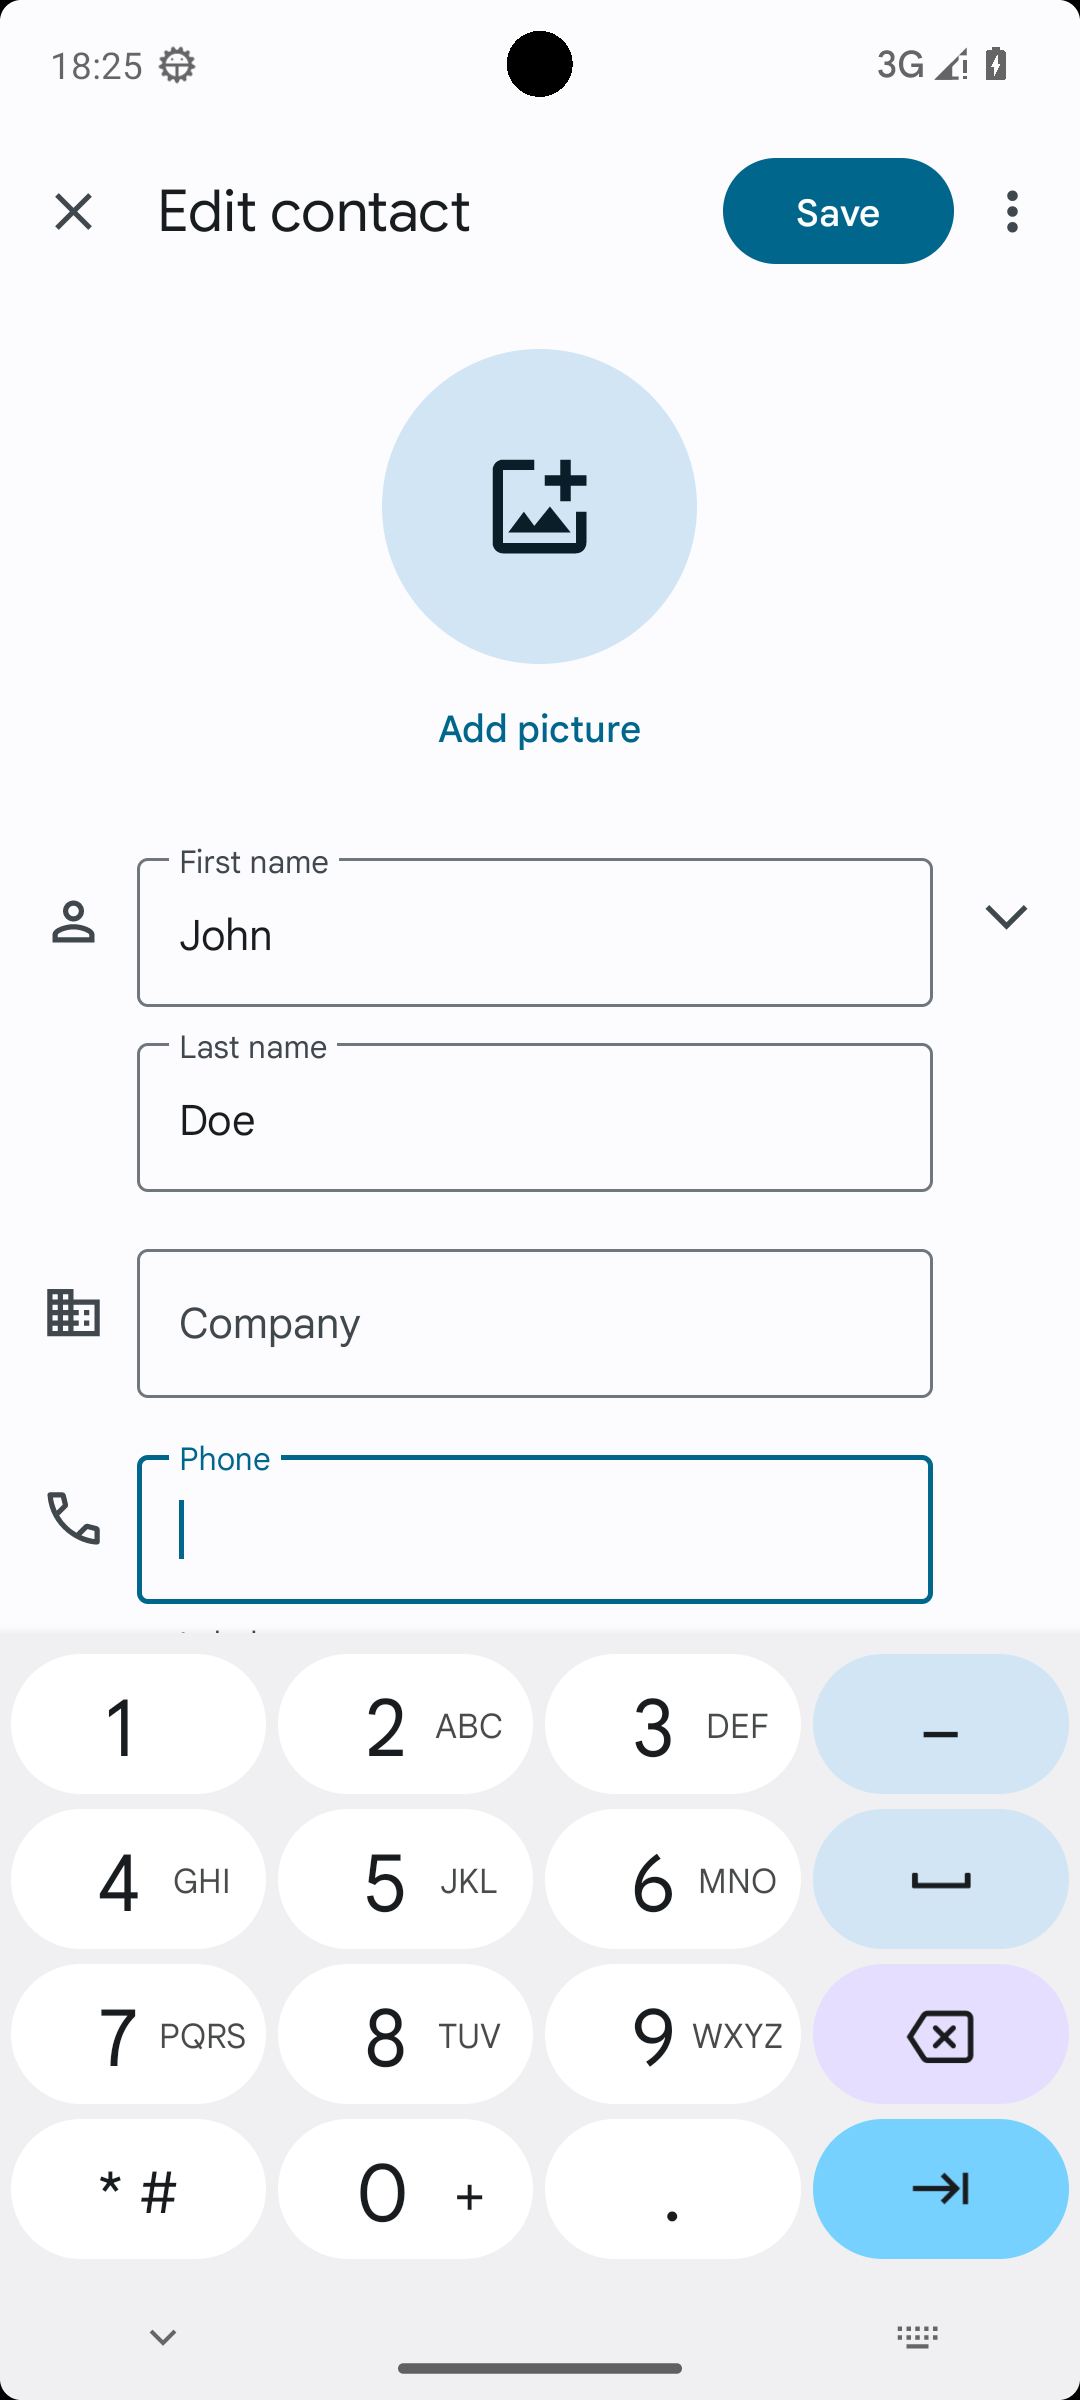 18:25 3G
Edit contact
Save
Add picture
First name
John
Last name
Doe
Company
Phone
1
2 ABC
3 DEF
–
4 GHI
5 JKL
6 MNO
7 PQRS
8 TUV
9 WXYZ
* #
0 +
.